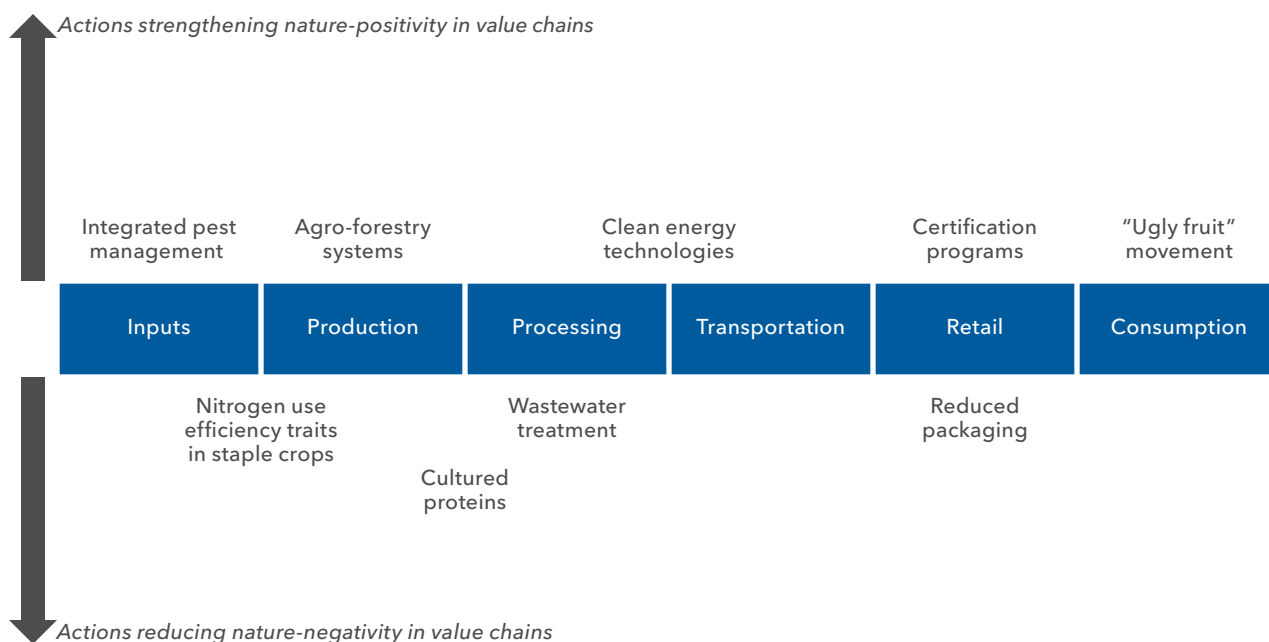 Actions strengthening nature-positivity in value chains
Integrated pest
management
Agro-forestry
systems
Clean energy
technologies
Certification
programs
“Ugly fruit”
movement
Inputs
Production
Processing
Transportation
Retail
Consumption
Nitrogen use
efficiency traits
in staple crops
Cultured
proteins
Wastewater
treatment
Reduced
packaging
Actions reducing nature-negativity in value chains